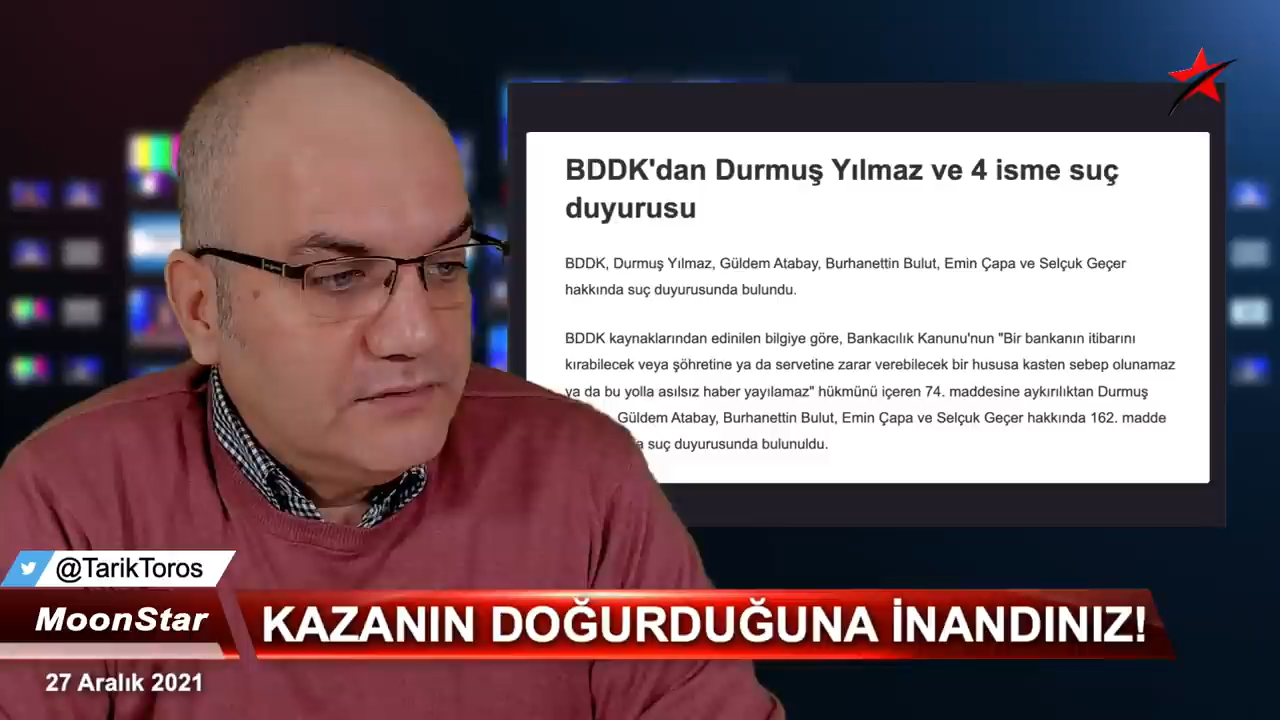 BDDK'dan Durmuş Yılmaz ve 4 isme suç
duyurusu
BDDK, Durmuş Yılmaz, Güldem Atabay, Burhanettin Bulut, Emin Çapa ve Selçuk Geçer
hakkında suç duyurusunda bulundu.
BDDK kaynaklarından edinilen bilgiye göre, Bankacılık Kanunu'nun "Bir bankanın itibarını
kırabilecek veya şöhretine ya da servetine zarar verebilecek bir hususa kasten sebep olunamaz
ya da bu yolla asılsız haber yayılamaz" hükmünü içeren 74. maddesine aykırılıktan Durmuş
Güldem Atabay, Burhanettin Bulut, Emin Çapa ve Selçuk Geçer hakkında 162. madde
suç duyurusunda bulunuldu.
@TarikToros
MoonStar
KAZANIN DOĞURDUĞUNA İNANDINIZ!
27 Aralık 2021